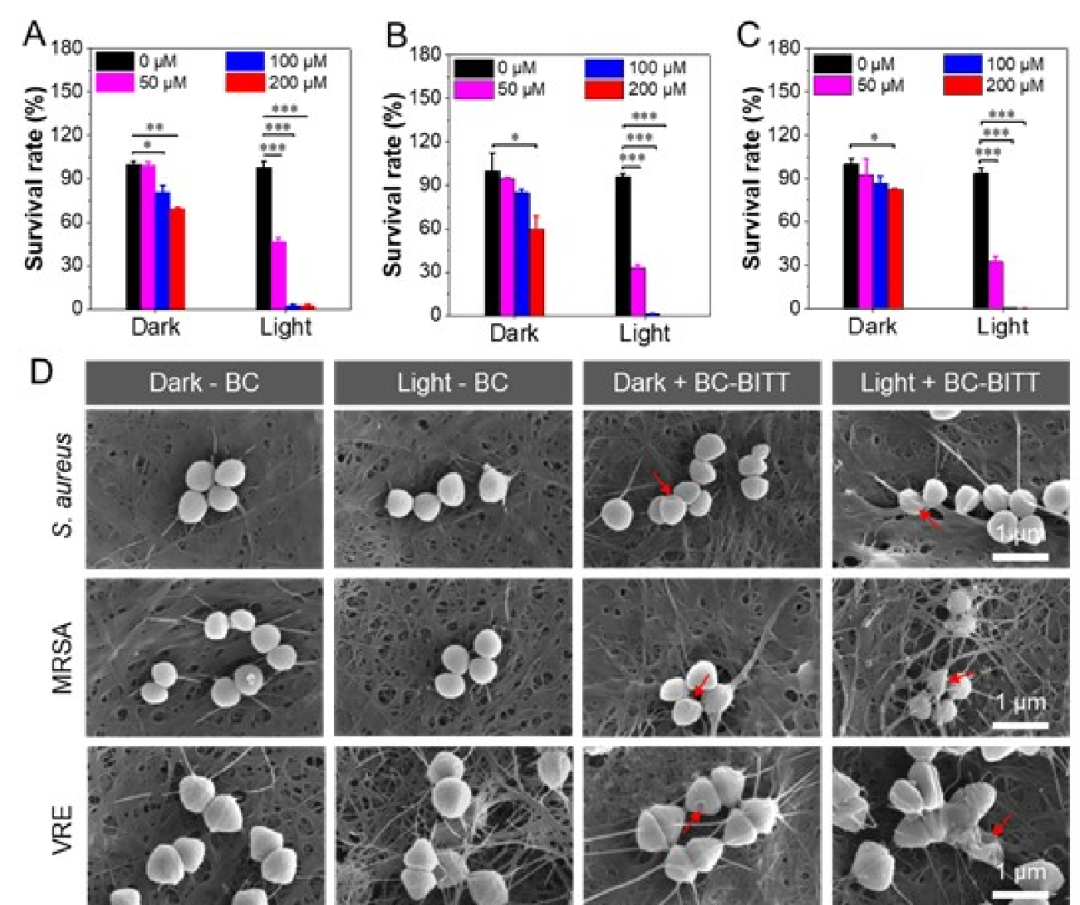 A
180
150
120
90
60
30
0
Survival rate (%)
0 μM
100 μM
50 μM
200 μM
**
*
***
***
***
Dark
Light
B
180
150
120
90
60
30
0
Survival rate (%)
0 μM
100 μM
50 μM
200 μM
*
***
***
***
Dark
Light
C
180
150
120
90
60
30
0
Survival rate (%)
0 μM
100 μM
50 μM
200 μM
*
***
***
***
Dark
Light
D
Dark - BC
Light - BC
Dark + BC-BITT
Light + BC-BITT
S. aureus
1 μm
MRSA
1 μm
VRE
1 μm